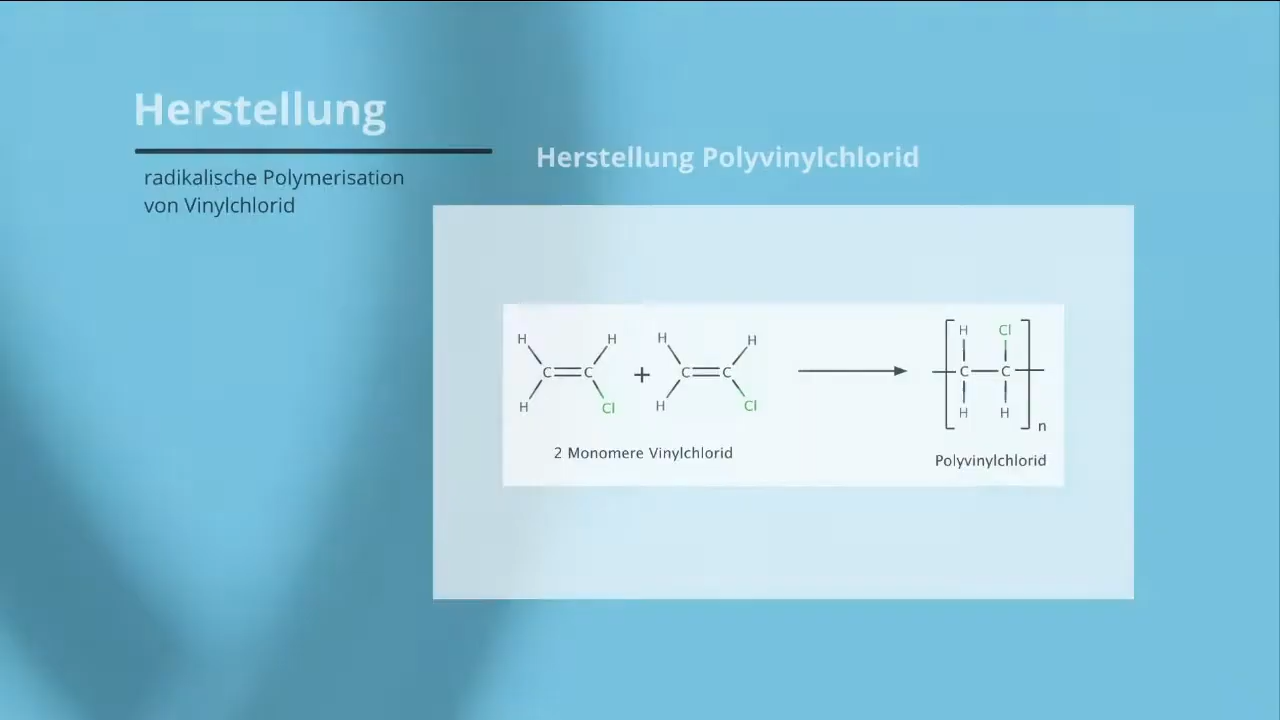 Herstellung
radikalische Polymerisation
von Vinylchlorid
Herstellung Polyvinylchlorid
H H H H H Cl
C C + C C C C
H Cl H Cl H H
n
2 Monomere Vinylchlorid
Polyvinylchlorid